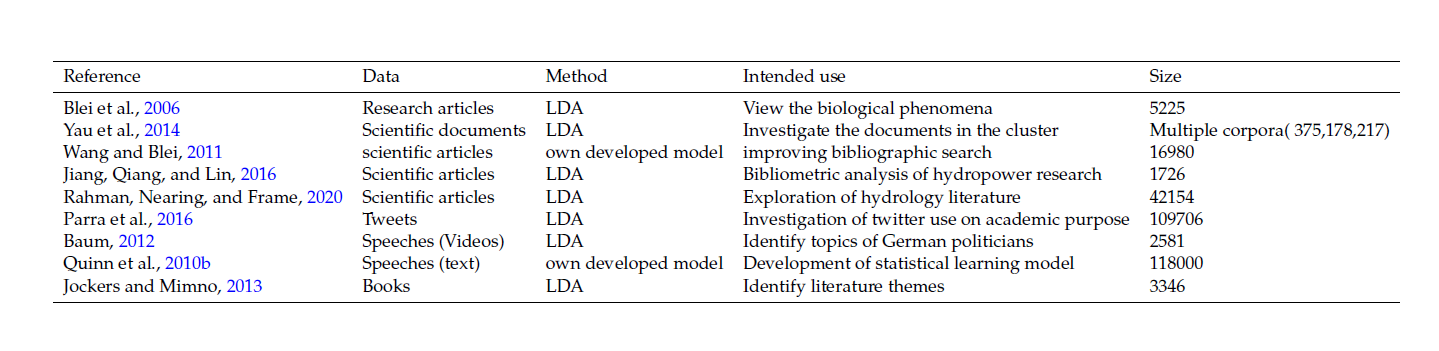 Reference Data Method Intended use Size
Blei et al., 2006 Research articles LDA View the biological phenomena 5225
Yau et al., 2014 Scientific documents LDA Investigate the documents in the cluster Multiple corpora( 375,178,217)
Wang and Blei, 2011 scientific articles own developed model improving bibliographic search 16980
Jiang, Qiang, and Lin, 2016 Scientific articles LDA Bibliometric analysis of hydropower research 1726
Rahman, Nearing, and Frame, 2020 Scientific articles LDA Exploration of hydrology literature 42154
Parra et al., 2016 Tweets LDA Investigation of twitter use on academic purpose 109706
Baum, 2012 Speeches (Videos) LDA Identify topics of German politicians 2581
Quinn et al., 2010b Speeches (text) own developed model Development of statistical learning model 118000
Jockers and Mimno, 2013 Books LDA Identify literature themes 3346